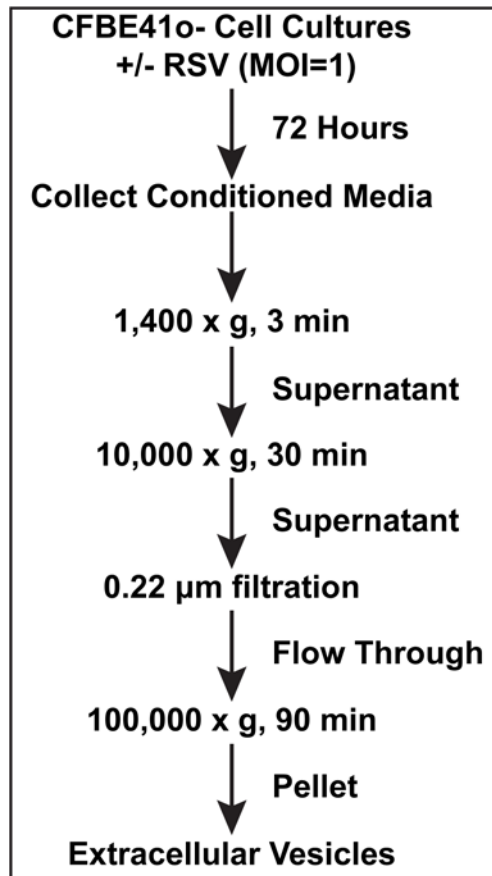 CFBE41o- Cell Cultures
+/- RSV (MOI=1)
72 Hours
Collect Conditioned Media
1,400 x g, 3 min
Supernatant
10,000 x g, 30 min
Supernatant
0.22 µm filtration
Flow Through
100,000 x g, 90 min
Pellet
Extracellular Vesicles